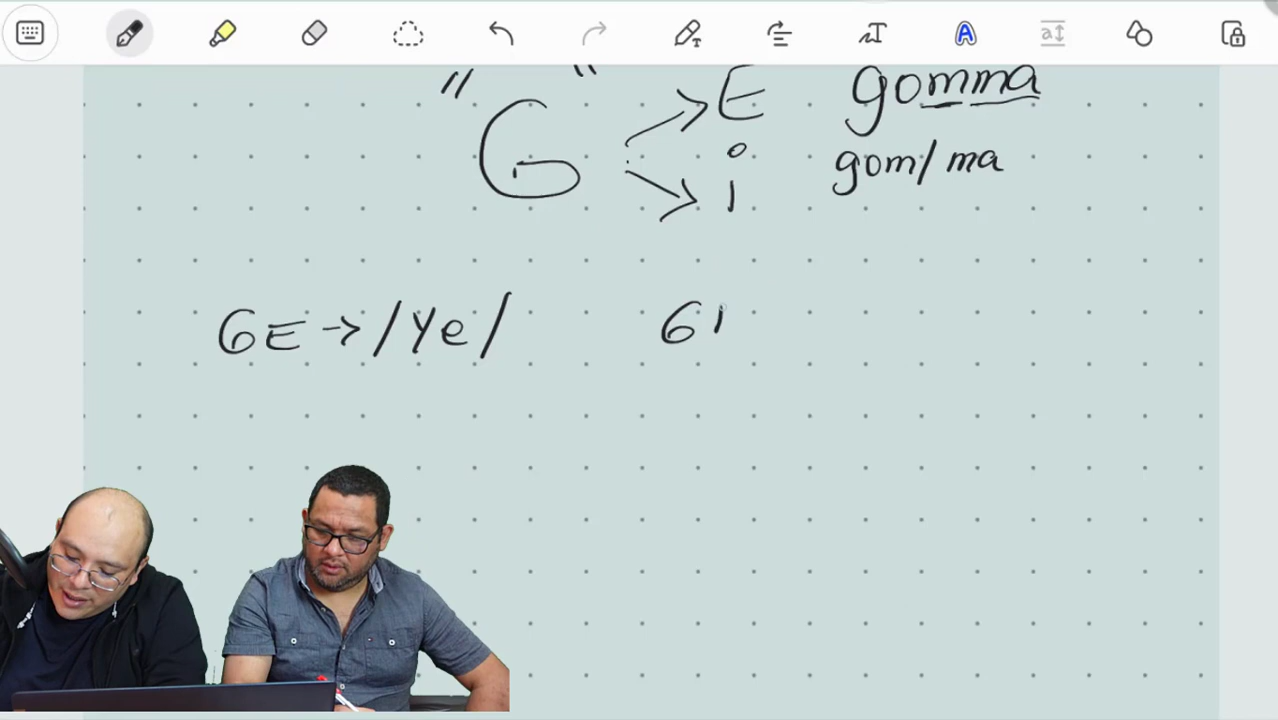 " G " E gomma
i gom/ma
GE → /Ye/ GI